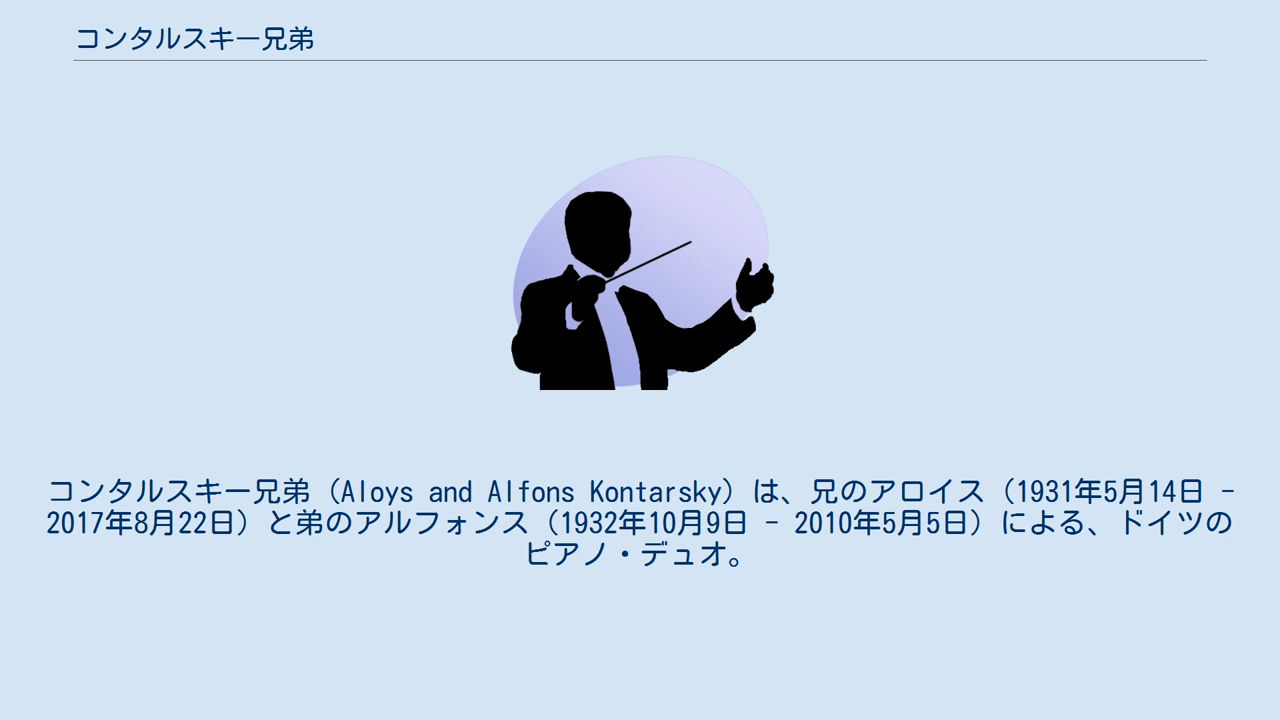 コンタルスキー兄弟
コンタルスキー兄弟（Aloys and Alfons Kontarsky）は、兄のアロイス（1931年5月14日 -
2017年8月22日）と弟のアルフォンス（1932年10月9日 - 2010年5月5日）による、ドイツの
ピアノ・デュオ。